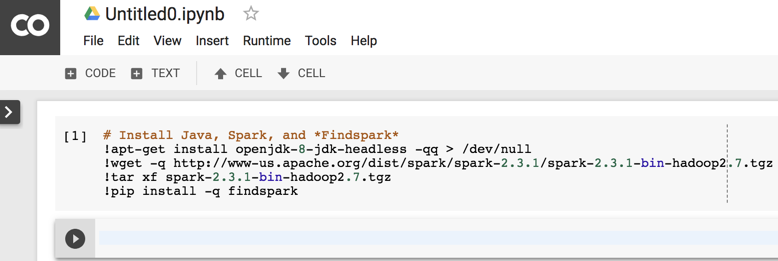 CO Untitled0.ipynb
File Edit View Insert Runtime Tools Help
CODE TEXT CELL CELL
[1] # Install Java, Spark, and *Findspark*
!apt-get install openjdk-8-jdk-headless -qq > /dev/null
!wget -q http://www-us.apache.org/dist/spark/spark-2.3.1/spark-2.3.1-bin-hadoop2.7.tgz
!tar xf spark-2.3.1-bin-hadoop2.7.tgz
!pip install -q findspark